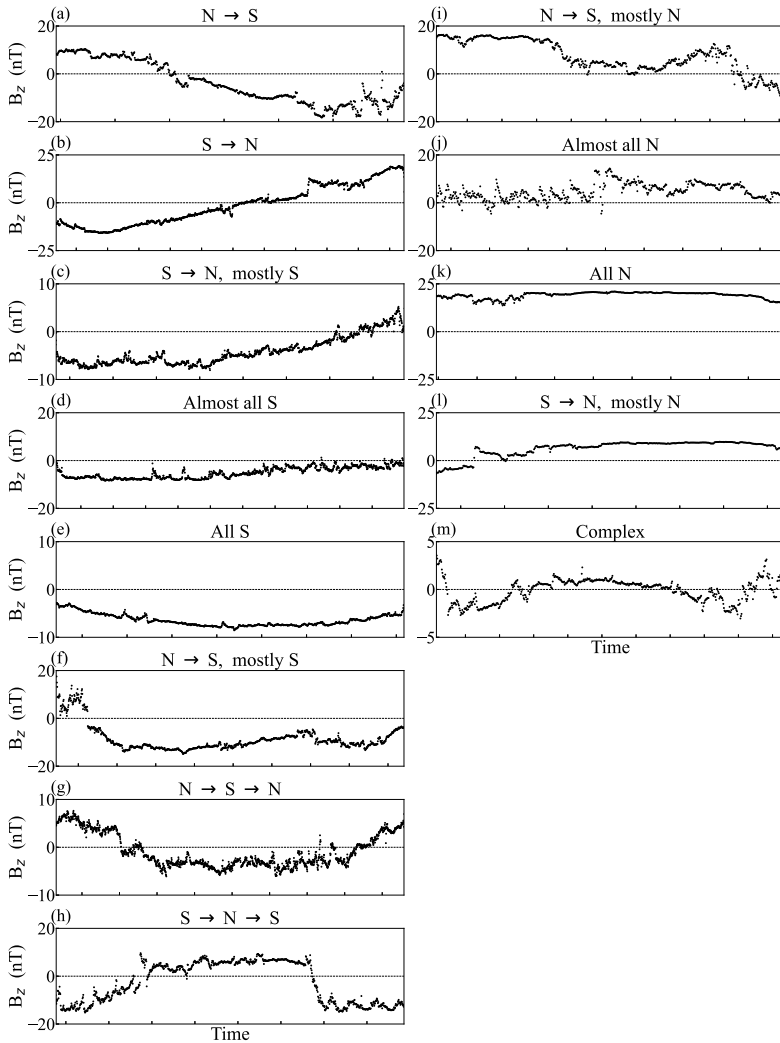 (a) N → S
B_Z (nT)
20
0
−20
(b) S → N
B_Z (nT)
25
0
−25
(c) S → N, mostly S
B_Z (nT)
10
0
−10
(d) Almost all S
B_Z (nT)
20
0
−20
(e) All S
B_Z (nT)
10
0
−10
(f) N → S, mostly S
B_Z (nT)
20
0
−20
(g) N → S → N
B_Z (nT)
10
0
−10
(h) S → N → S
B_Z (nT)
20
0
−20
Time
(i) N → S, mostly N
20
0
−20
(j) Almost all N
20
0
−20
(k) All N
25
0
−25
(l) S → N, mostly N
25
0
−25
(m) Complex
5
0
−5
Time